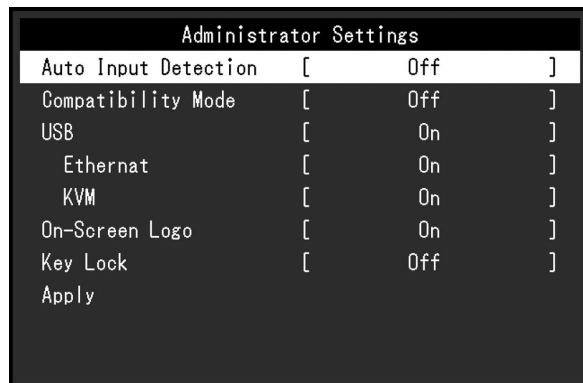 Administrator Settings
Auto Input Detection [ Off ]
Compatibility Mode [ Off ]
USB [ On ]
Ethernat [ On ]
KVM [ On ]
On-Screen Logo [ On ]
Key Lock [ Off ]
Apply